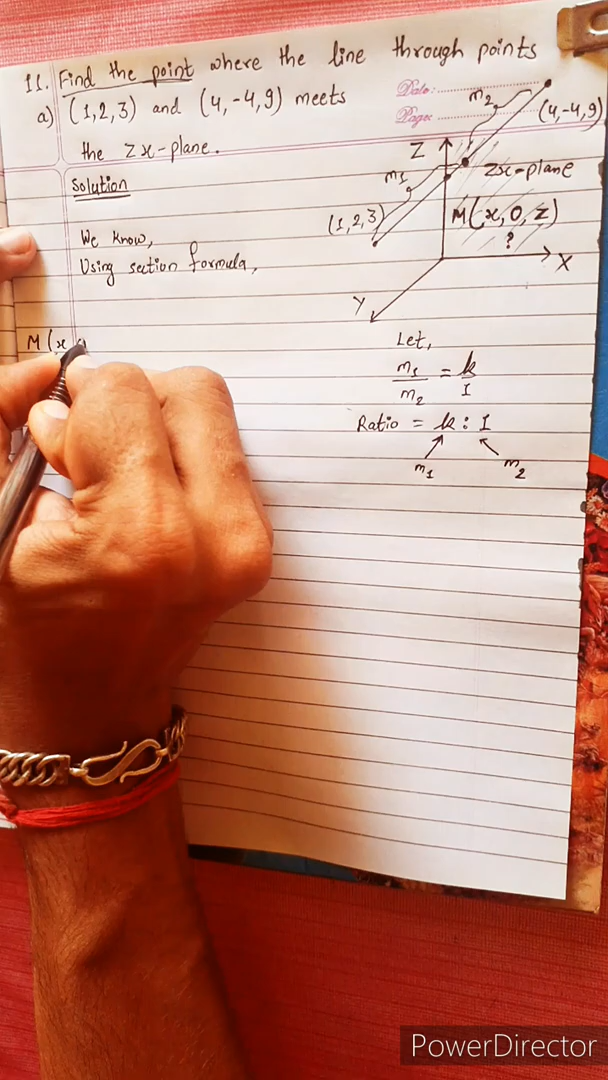 11. Find the point where the line through points
a) (1,2,3) and (4,-4,9) meets
the zx-plane.
Solution
We know,
Using section formula,
M(x
Date:
Page:
m2
(4,-4,9)
Z
zx-plane
m1
(1,2,3)
M(x,0,z)
?
X
Y
Let,
m1/m2 = k/1
Ratio = k : 1
m1 m2
PowerDirector